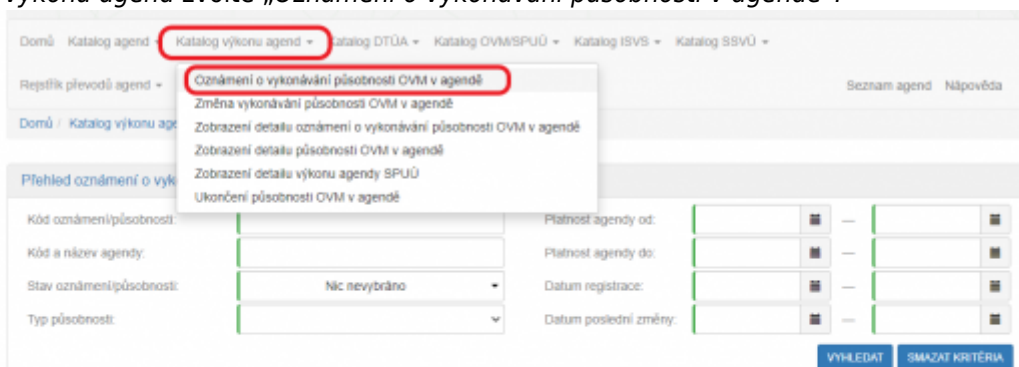 výkonu agend zvolte „Oznámení o vykonávání působnosti v agendě“.
Domů Katalog agend Katalog výkonu agend Katalog DTÚA Katalog OVM/SPUÚ Katalog ISVS Katalog SSVÚ
Rejstřík převodů agend Oznámení o vykonávání působnosti OVM v agendě Seznam agend Nápověda
Změna vykonávání působnosti OVM v agendě
Domů / Katalog výkonu age Zobrazení detailu oznámení o vykonávání působnosti OVM v agendě
Zobrazení detailu působnosti OVM v agendě
Přehled oznámení o vyk Zobrazení detailu výkonu agendy SPUÚ
Ukončení působnosti OVM v agendě
Kód oznámení/působnosti: Platnost agendy od: —
Kód a název agendy: Platnost agendy do: —
Stav oznámení/působnosti: Nic nevybráno Datum registrace: —
Typ působnosti: Datum poslední změny: —
VYHLEDAT SMAZAT KRITÉRIA